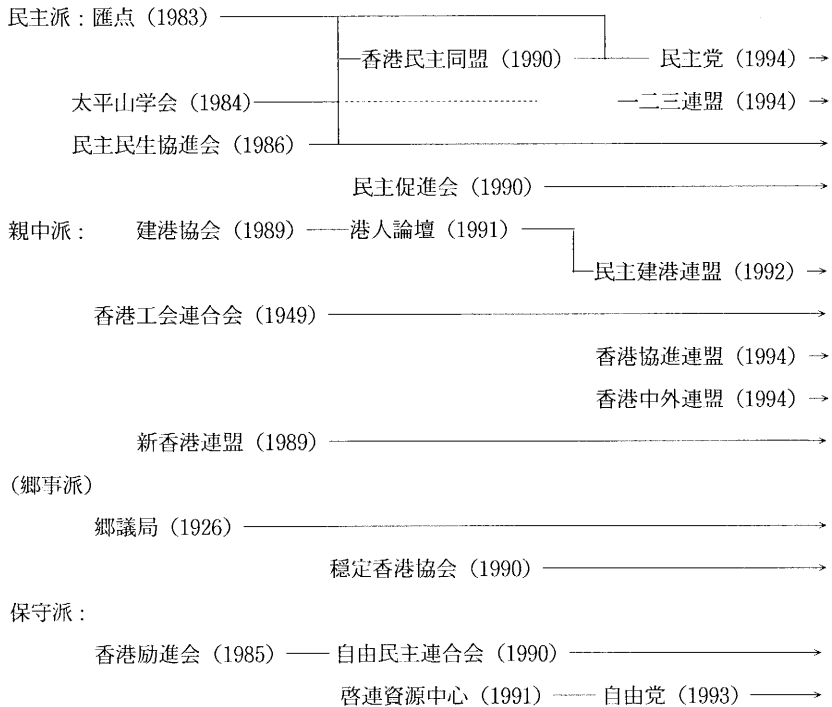 民主派：匯点（1983）
香港民主同盟（1990） 民主党（1994）
太平山学会（1984） 一二三連盟（1994）
民主民生協進会（1986）
民主促進会（1990）
親中派： 建港協会（1989） 港人論壇（1991）
民主建港連盟（1992）
香港工会連合会（1949）
香港協進連盟（1994）
香港中外連盟（1994）
新香港連盟（1989）
（郷事派）
郷議局（1926）
穏定香港協会（1990）
保守派：
香港励進会（1985） 自由民主連合会（1990）
啓連資源中心（1991） 自由党（1993）